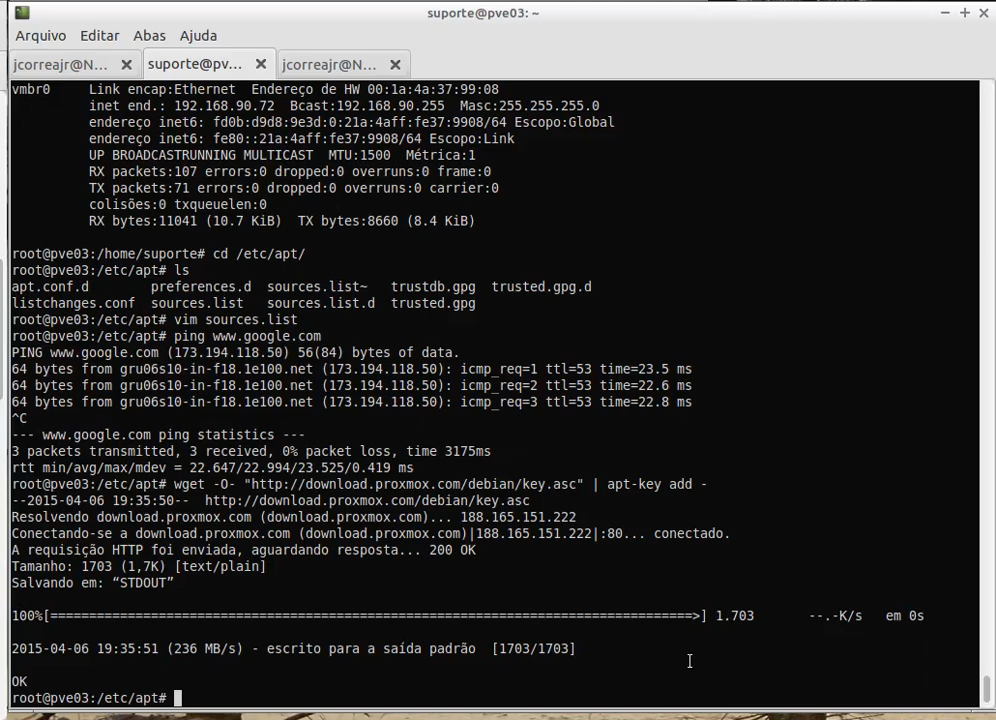 suporte@pve03: ~
Arquivo Editar Abas Ajuda
jcorreajr@N... suporte@pv... jcorreajr@N...
vmbr0 Link encap:Ethernet Endereço de HW 00:1a:4a:37:99:08
inet end.: 192.168.90.72 Bcast:192.168.90.255 Masc:255.255.255.0
endereço inet6: fd0b:d9d8:9e3d:0:21a:4aff:fe37:9908/64 Escopo:Global
endereço inet6: fe80::21a:4aff:fe37:9908/64 Escopo:Link
UP BROADCASTRUNNING MULTICAST MTU:1500 Métrica:1
RX packets:107 errors:0 dropped:0 overruns:0 frame:0
TX packets:71 errors:0 dropped:0 overruns:0 carrier:0
colisões:0 txqueuelen:0
RX bytes:11041 (10.7 KiB) TX bytes:8660 (8.4 KiB)
root@pve03:/home/suporte# cd /etc/apt/
root@pve03:/etc/apt# ls
apt.conf.d preferences.d sources.list~ trustdb.gpg trusted.gpg.d
listchanges.conf sources.list sources.list.d trusted.gpg
root@pve03:/etc/apt# vim sources.list
root@pve03:/etc/apt# ping www.google.com
PING www.google.com (173.194.118.50) 56(84) bytes of data.
64 bytes from gru06s10-in-f18.1e100.net (173.194.118.50): icmp_req=1 ttl=53 time=23.5 ms
64 bytes from gru06s10-in-f18.1e100.net (173.194.118.50): icmp_req=2 ttl=53 time=22.6 ms
64 bytes from gru06s10-in-f18.1e100.net (173.194.118.50): icmp_req=3 ttl=53 time=22.8 ms
^C
--- www.google.com ping statistics ---
3 packets transmitted, 3 received, 0% packet loss, time 3175ms
rtt min/avg/max/mdev = 22.647/22.994/23.525/0.419 ms
root@pve03:/etc/apt# wget -O- "http://download.proxmox.com/debian/key.asc" | apt-key add -
--2015-04-06 19:35:50-- http://download.proxmox.com/debian/key.asc
Resolvendo download.proxmox.com (download.proxmox.com)... 188.165.151.222
Conectando-se a download.proxmox.com (download.proxmox.com)|188.165.151.222|:80... conectado.
A requisição HTTP foi enviada, aguardando resposta... 200 OK
Tamanho: 1703 (1,7K) [text/plain]
Salvando em: “STDOUT”
100%[===================================================================================>] 1.703 --.-K/s em 0s
2015-04-06 19:35:51 (236 MB/s) - escrito para a saída padrão [1703/1703]
OK
root@pve03:/etc/apt#